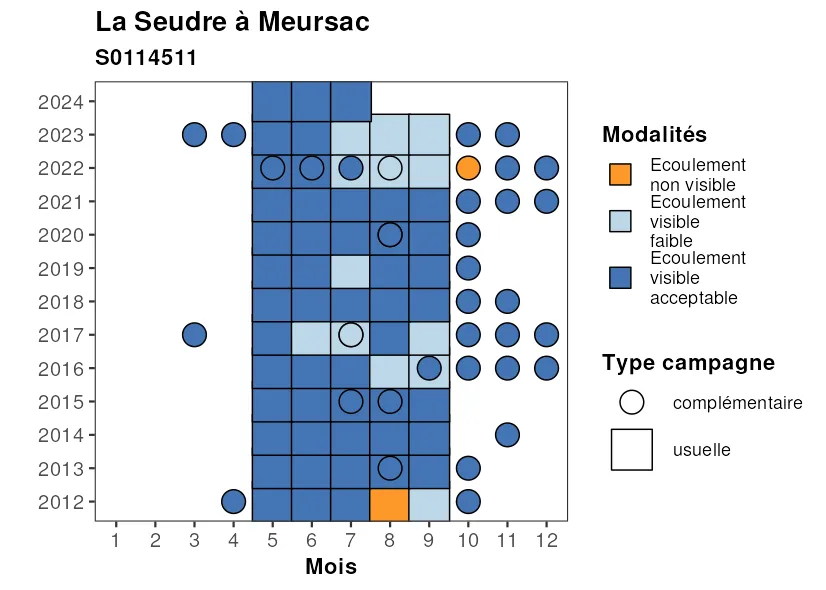 La Seudre à Meursac
S0114511
2024
2023
2022
2021
2020
2019
2018
2017
2016
2015
2014
2013
2012
1 2 3 4 5 6 7 8 9 10 11 12
Mois
Modalités
Ecoulement
non visible
Ecoulement
visible
faible
Ecoulement
visible
acceptable
Type campagne
complémentaire
usuelle